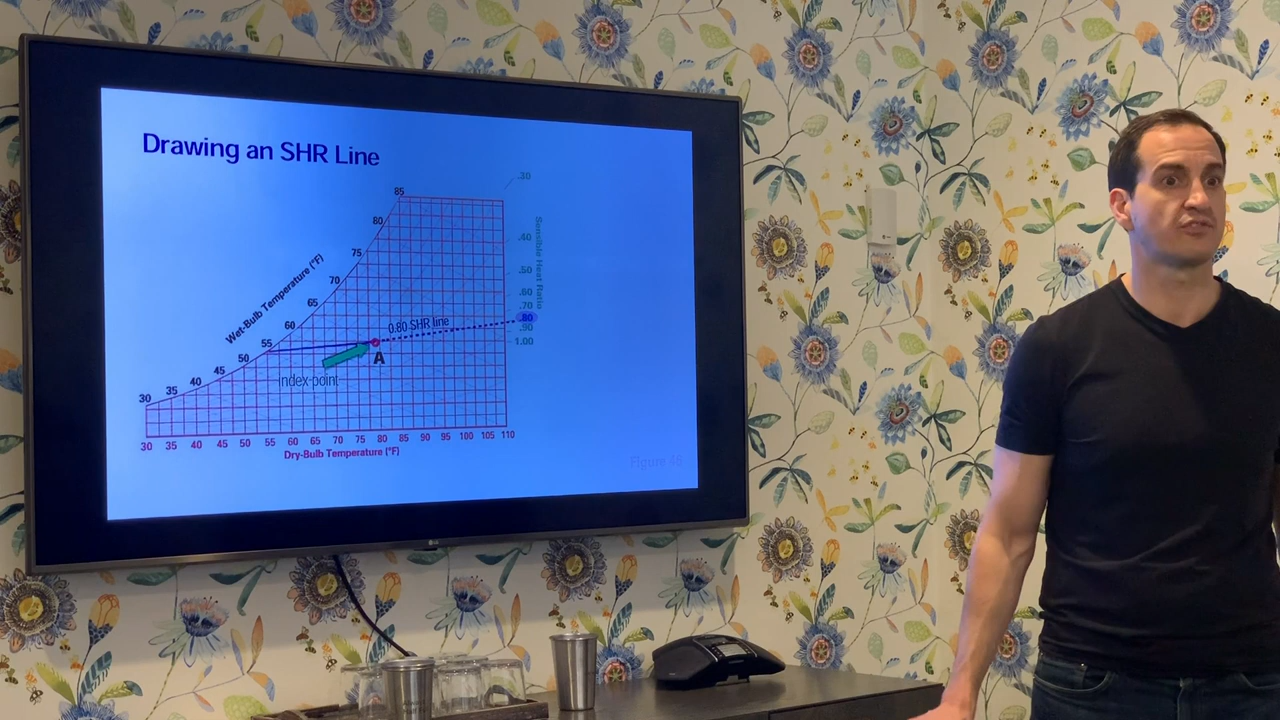 Drawing an SHR Line
.30
85
80
.40
Sensible Heat Ratio
75
Wet-Bulb Temperature (°F)
70
.50
65
.60
.70
60
0.80 SHR line
.80
.90
55
1.00
A
50
Index point
45
40
35
30
30 35 40 45 50 55 60 65 70 75 80 85 90 95 100 105 110
Dry-Bulb Temperature (°F)